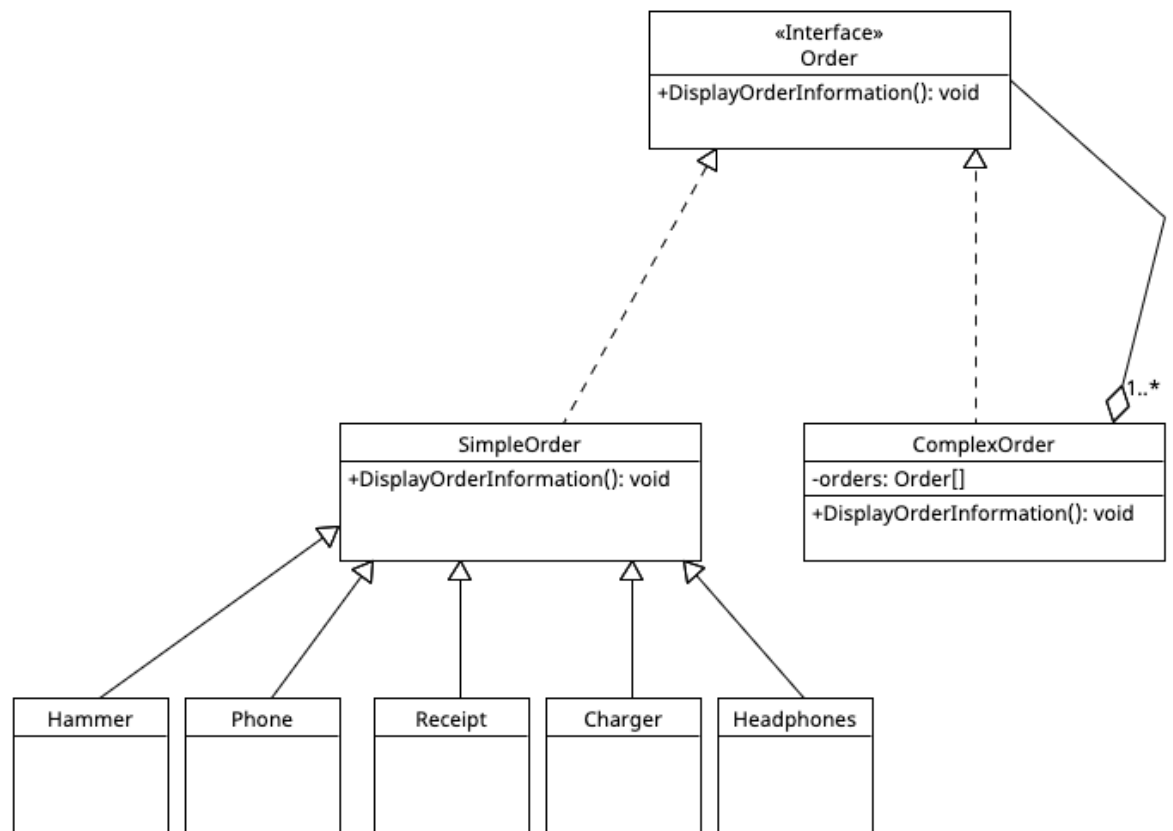 «Interface»
Order
+DisplayOrderInformation(): void
1..*
SimpleOrder
+DisplayOrderInformation(): void
ComplexOrder
-orders: Order[]
+DisplayOrderInformation(): void
Hammer
Phone
Receipt
Charger
Headphones